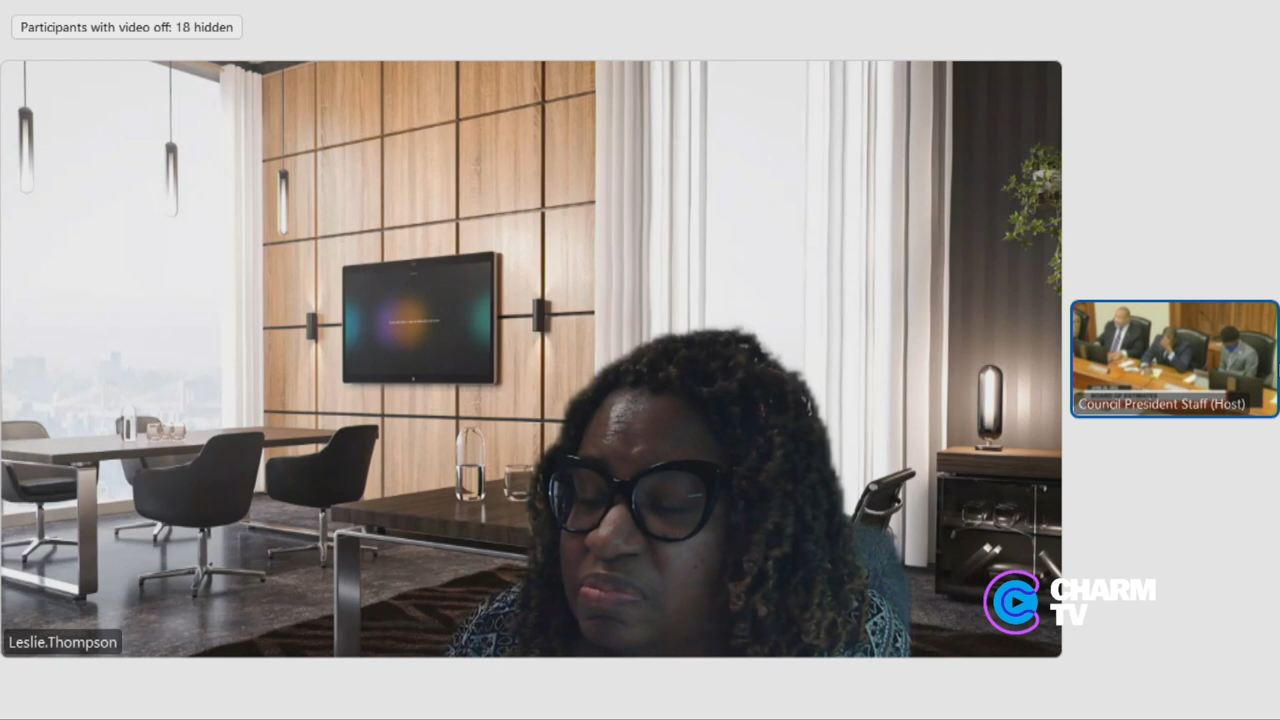 Participants with video off: 18 hidden
Council President Staff (Host)
CHARM
TV
Leslie.Thompson